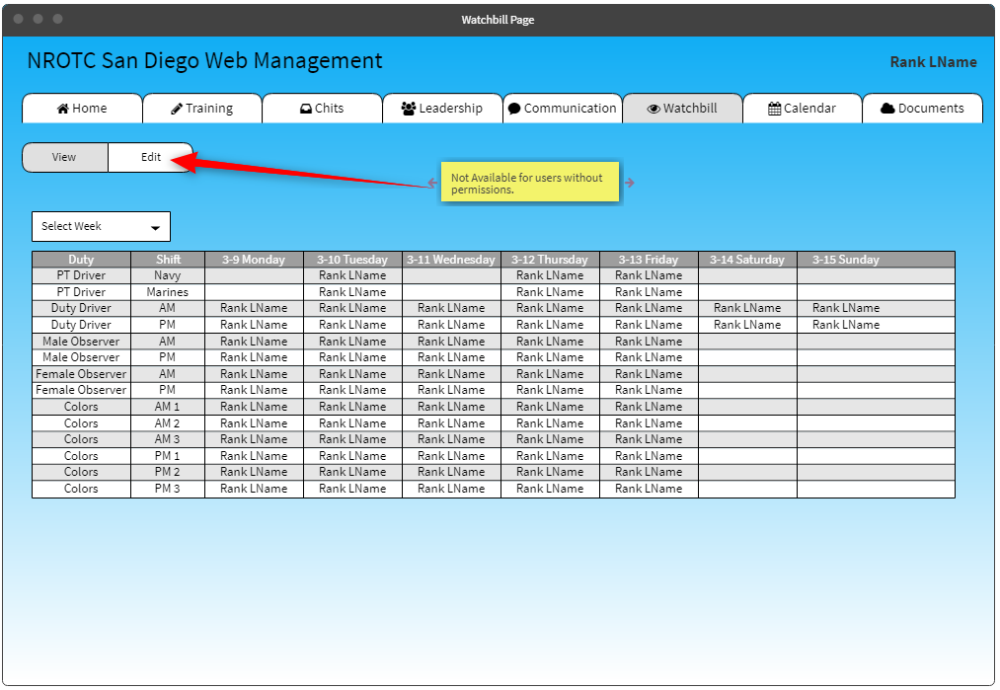 Watchbill Page
NROTC San Diego Web Management
Rank LName
Home Training Chits Leadership Communication Watchbill Calendar Documents
View Edit
Not Available for users without
permissions.
Select Week
Duty Shift 3-9 Monday 3-10 Tuesday 3-11 Wednesday 3-12 Thursday 3-13 Friday 3-14 Saturday 3-15 Sunday
PT Driver Navy Rank LName Rank LName Rank LName
PT Driver Marines Rank LName Rank LName Rank LName
Duty Driver AM Rank LName Rank LName Rank LName Rank LName Rank LName Rank LName Rank LName
Duty Driver PM Rank LName Rank LName Rank LName Rank LName Rank LName Rank LName Rank LName
Male Observer AM Rank LName Rank LName Rank LName Rank LName Rank LName
Male Observer PM Rank LName Rank LName Rank LName Rank LName Rank LName
Female Observer AM Rank LName Rank LName Rank LName Rank LName Rank LName
Female Observer PM Rank LName Rank LName Rank LName Rank LName Rank LName
Colors AM 1 Rank LName Rank LName Rank LName Rank LName Rank LName
Colors AM 2 Rank LName Rank LName Rank LName Rank LName Rank LName
Colors AM 3 Rank LName Rank LName Rank LName Rank LName Rank LName
Colors PM 1 Rank LName Rank LName Rank LName Rank LName Rank LName
Colors PM 2 Rank LName Rank LName Rank LName Rank LName Rank LName
Colors PM 3 Rank LName Rank LName Rank LName Rank LName Rank LName